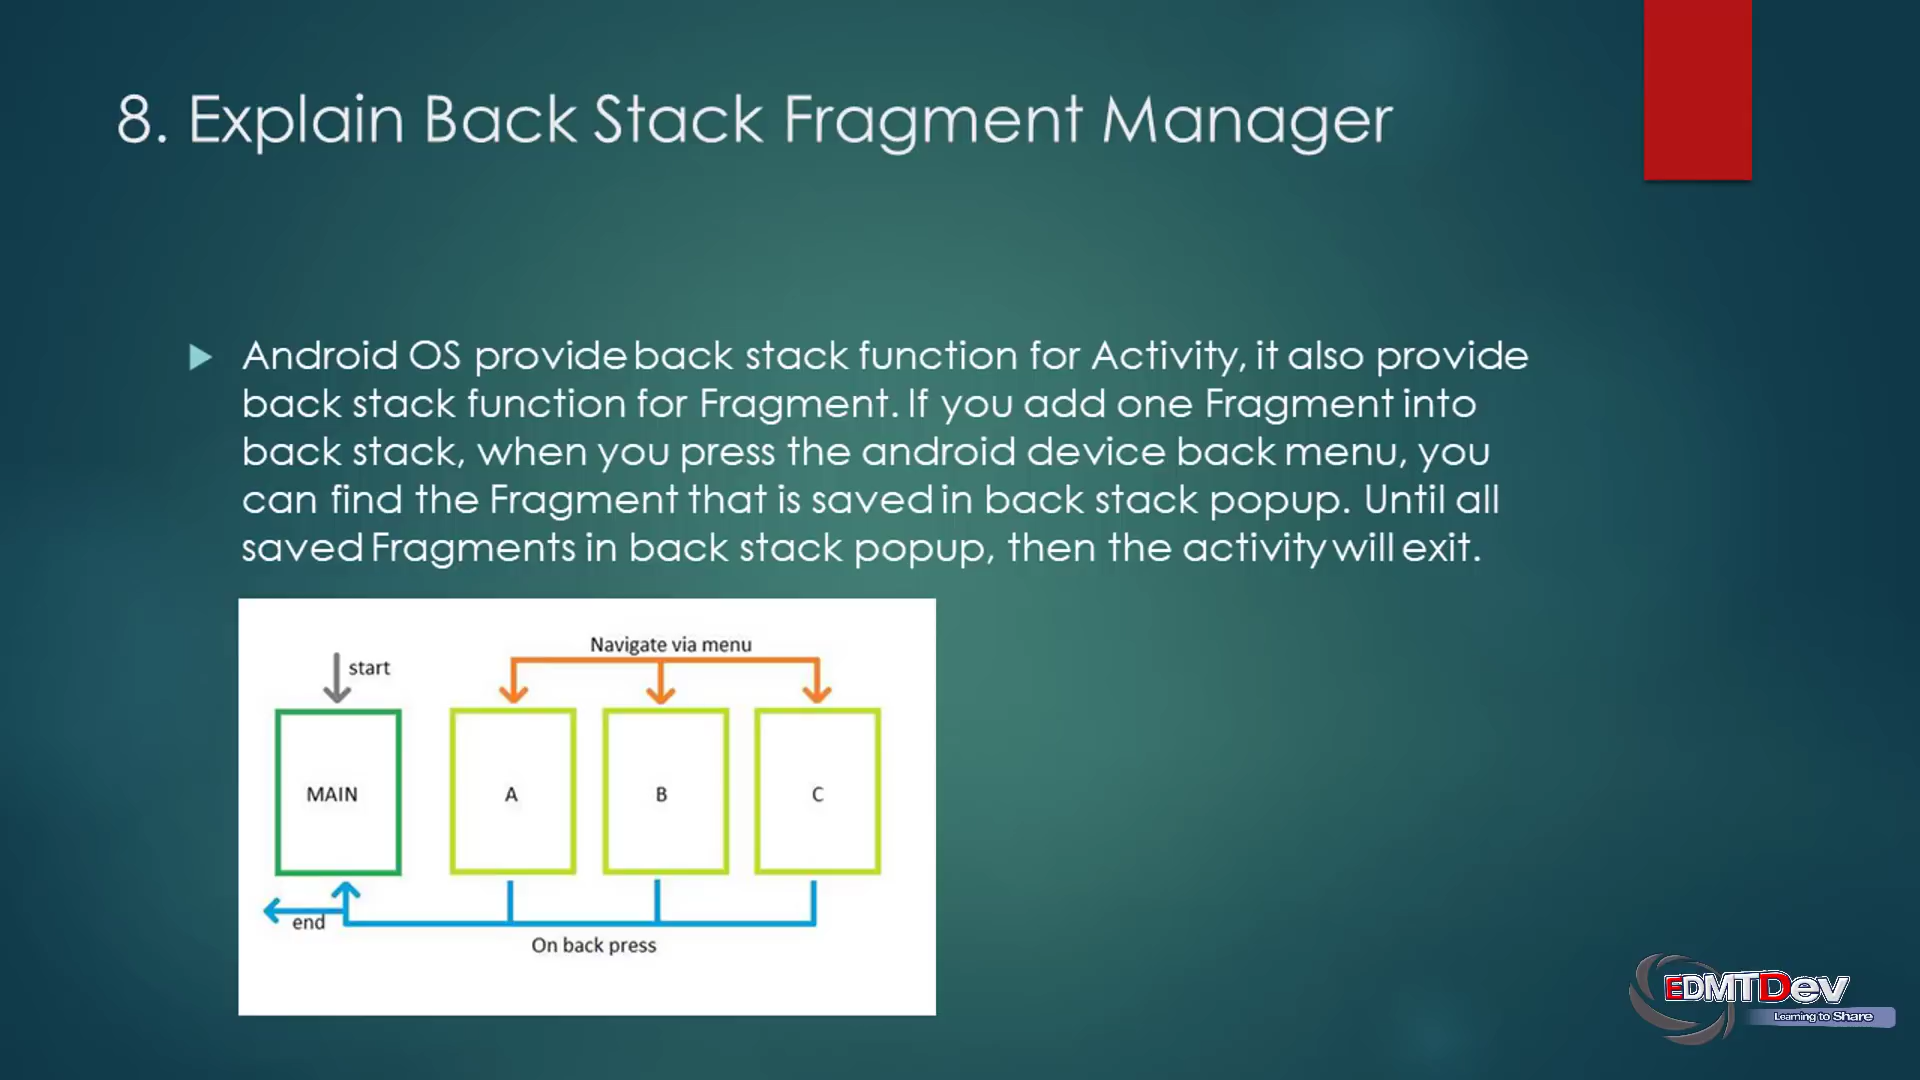 8. Explain Back Stack Fragment Manager
Android OS provide back stack function for Activity, it also provide
back stack function for Fragment. If you add one Fragment into
back stack, when you press the android device back menu, you
can find the Fragment that is saved in back stack popup. Until all
saved Fragments in back stack popup, then the activity will exit.
Navigate via menu
start
MAIN
A
B
C
end
On back press
EDMTDev
Learning to Share